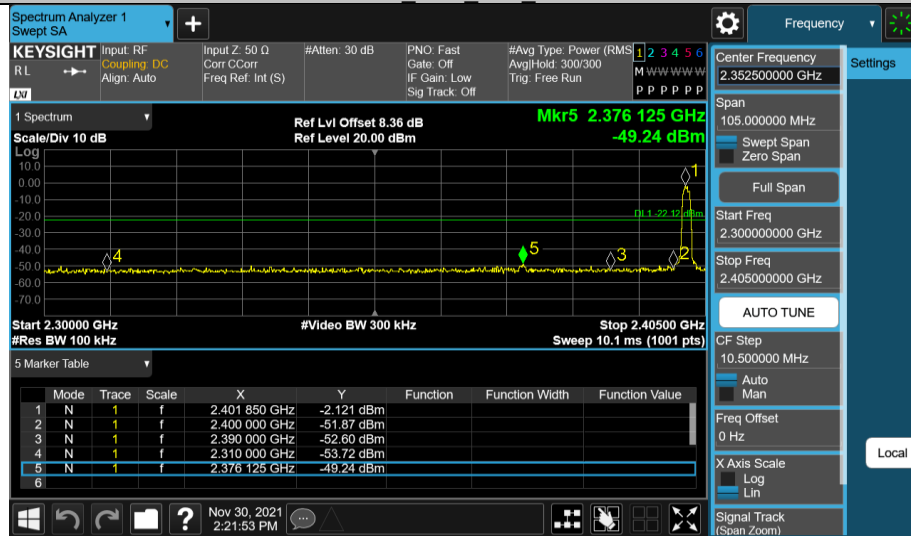 Spectrum Analyzer 1
Swept SA
+
Frequency
KEYSIGHT
R L
LXI
Input: RF
Coupling: DC
Align: Auto
Input Z: 50 Ω
Corr CCorr
Freq Ref: Int (S)
#Atten: 30 dB
PNO: Fast
Gate: Off
IF Gain: Low
Sig Track: Off
#Avg Type: Power (RMS
Avg|Hold: 300/300
Trig: Free Run
1 2 3 4 5 6
M W W W W W
P P P P P P
Center Frequency
2.352500000 GHz
Settings
1 Spectrum
Scale/Div 10 dB
Ref Lvl Offset 8.36 dB
Ref Level 20.00 dBm
Mkr5 2.376 125 GHz
-49.24 dBm
Span
105.000000 MHz
Swept Span
Zero Span
Full Span
Start Freq
2.300000000 GHz
Stop Freq
2.405000000 GHz
AUTO TUNE
CF Step
10.500000 MHz
Auto
Man
Freq Offset
0 Hz
X Axis Scale
Log
Lin
Signal Track
(Span Zoom)
Local
Log
10.0
0.00
-10.0
-20.0
-30.0
-40.0
-50.0
-60.0
-70.0
DL1 -22.12 dBm
1
2
3
4
5
Start 2.30000 GHz
#Res BW 100 kHz
#Video BW 300 kHz
Stop 2.40500 GHz
Sweep 10.1 ms (1001 pts)
5 Marker Table
Mode Trace Scale X Y Function Function Width Function Value
1 N 1 f 2.401 850 GHz -2.121 dBm
2 N 1 f 2.400 000 GHz -51.87 dBm
3 N 1 f 2.390 000 GHz -52.60 dBm
4 N 1 f 2.310 000 GHz -53.72 dBm
5 N 1 f 2.376 125 GHz -49.24 dBm
6
?
Nov 30, 2021
2:21:53 PM